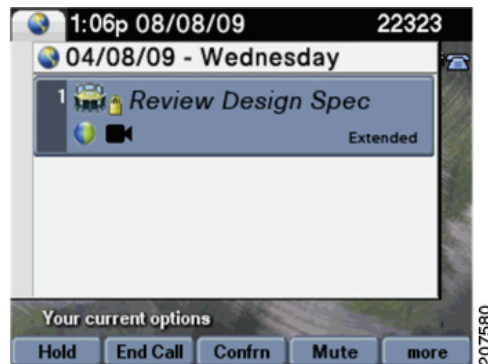 1:06p 08/08/09 22323
04/08/09 - Wednesday
1 Review Design Spec
Extended
Your current options
Hold End Call Confrn Mute more
207580